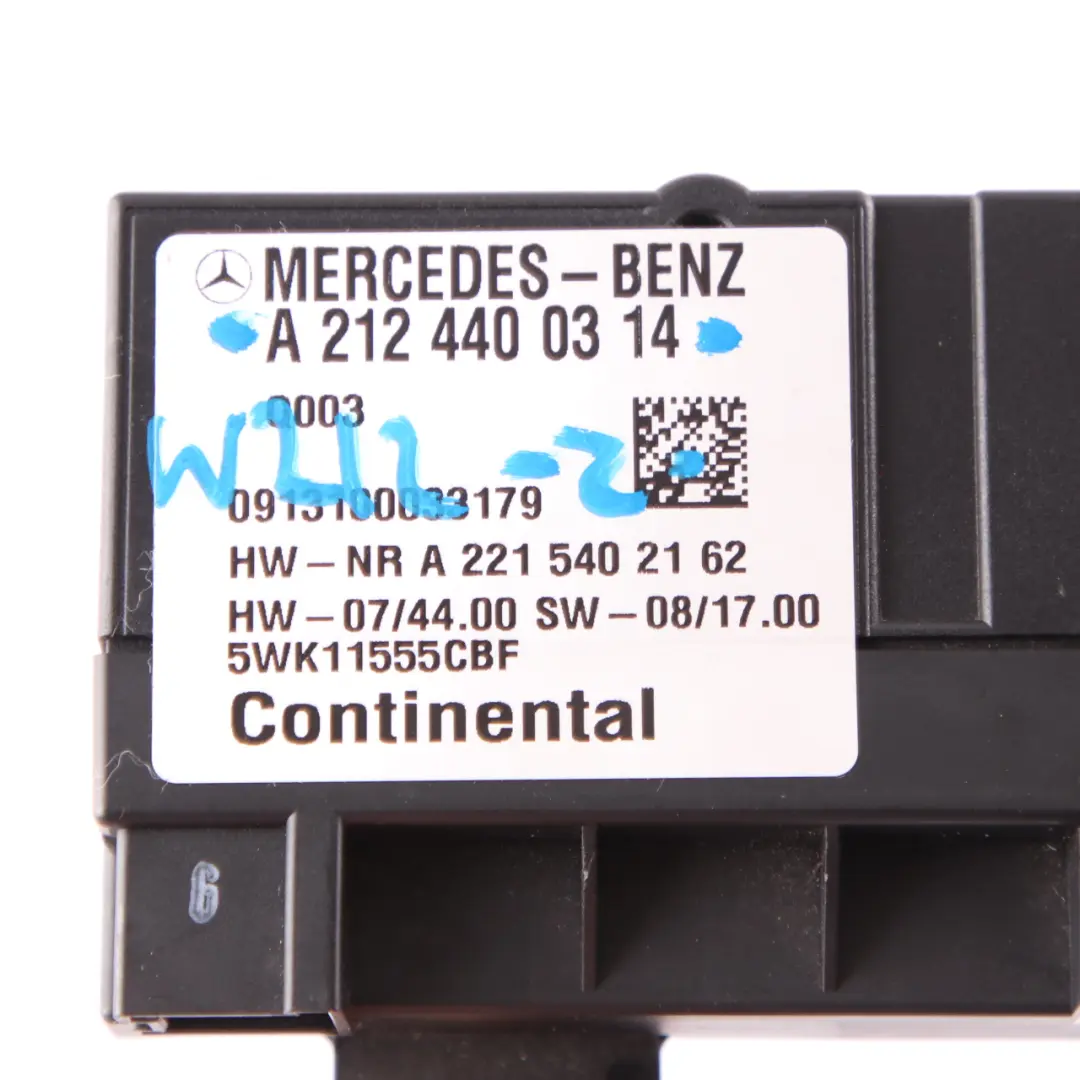 MERCEDES-BENZ
A 212 440 03 14
Q003
W212-2
0913100033179
HW-NR A 221 540 21 62
HW-07/44.00 SW-08/17.00
5WK11555CBF
Continental
6